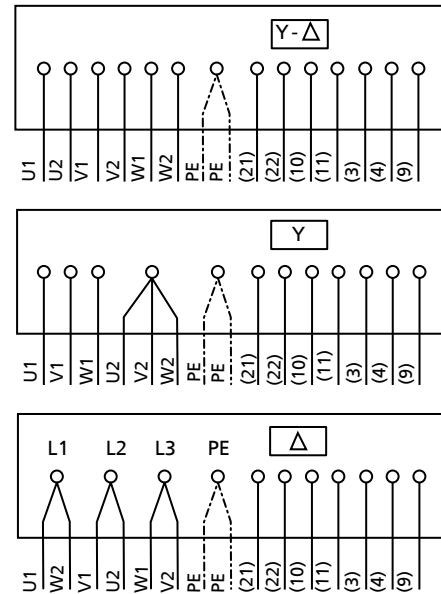 Y-Δ
U1 U2 V1 V2 W1 W2 PE PE (21) (22) (10) (11) (3) (4) (9)
Y
U1 V1 W1 U2 V2 W2 PE PE (21) (22) (10) (11) (3) (4) (9)
Δ
L1 L2 L3 PE
U1 W2 V1 U2 W1 V2 PE PE (21) (22) (10) (11) (3) (4) (9)